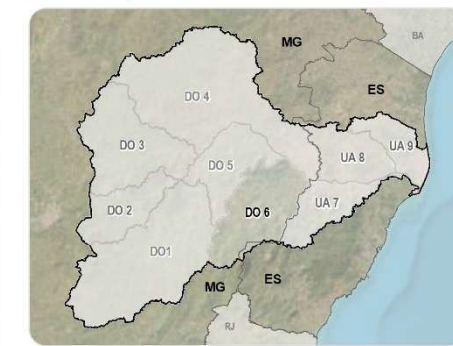 BA
MG
ES
DO 4
DO 3
UA 8
UA 9
DO 5
DO 2
DO 6
UA 7
DO1
MG
ES
RJ